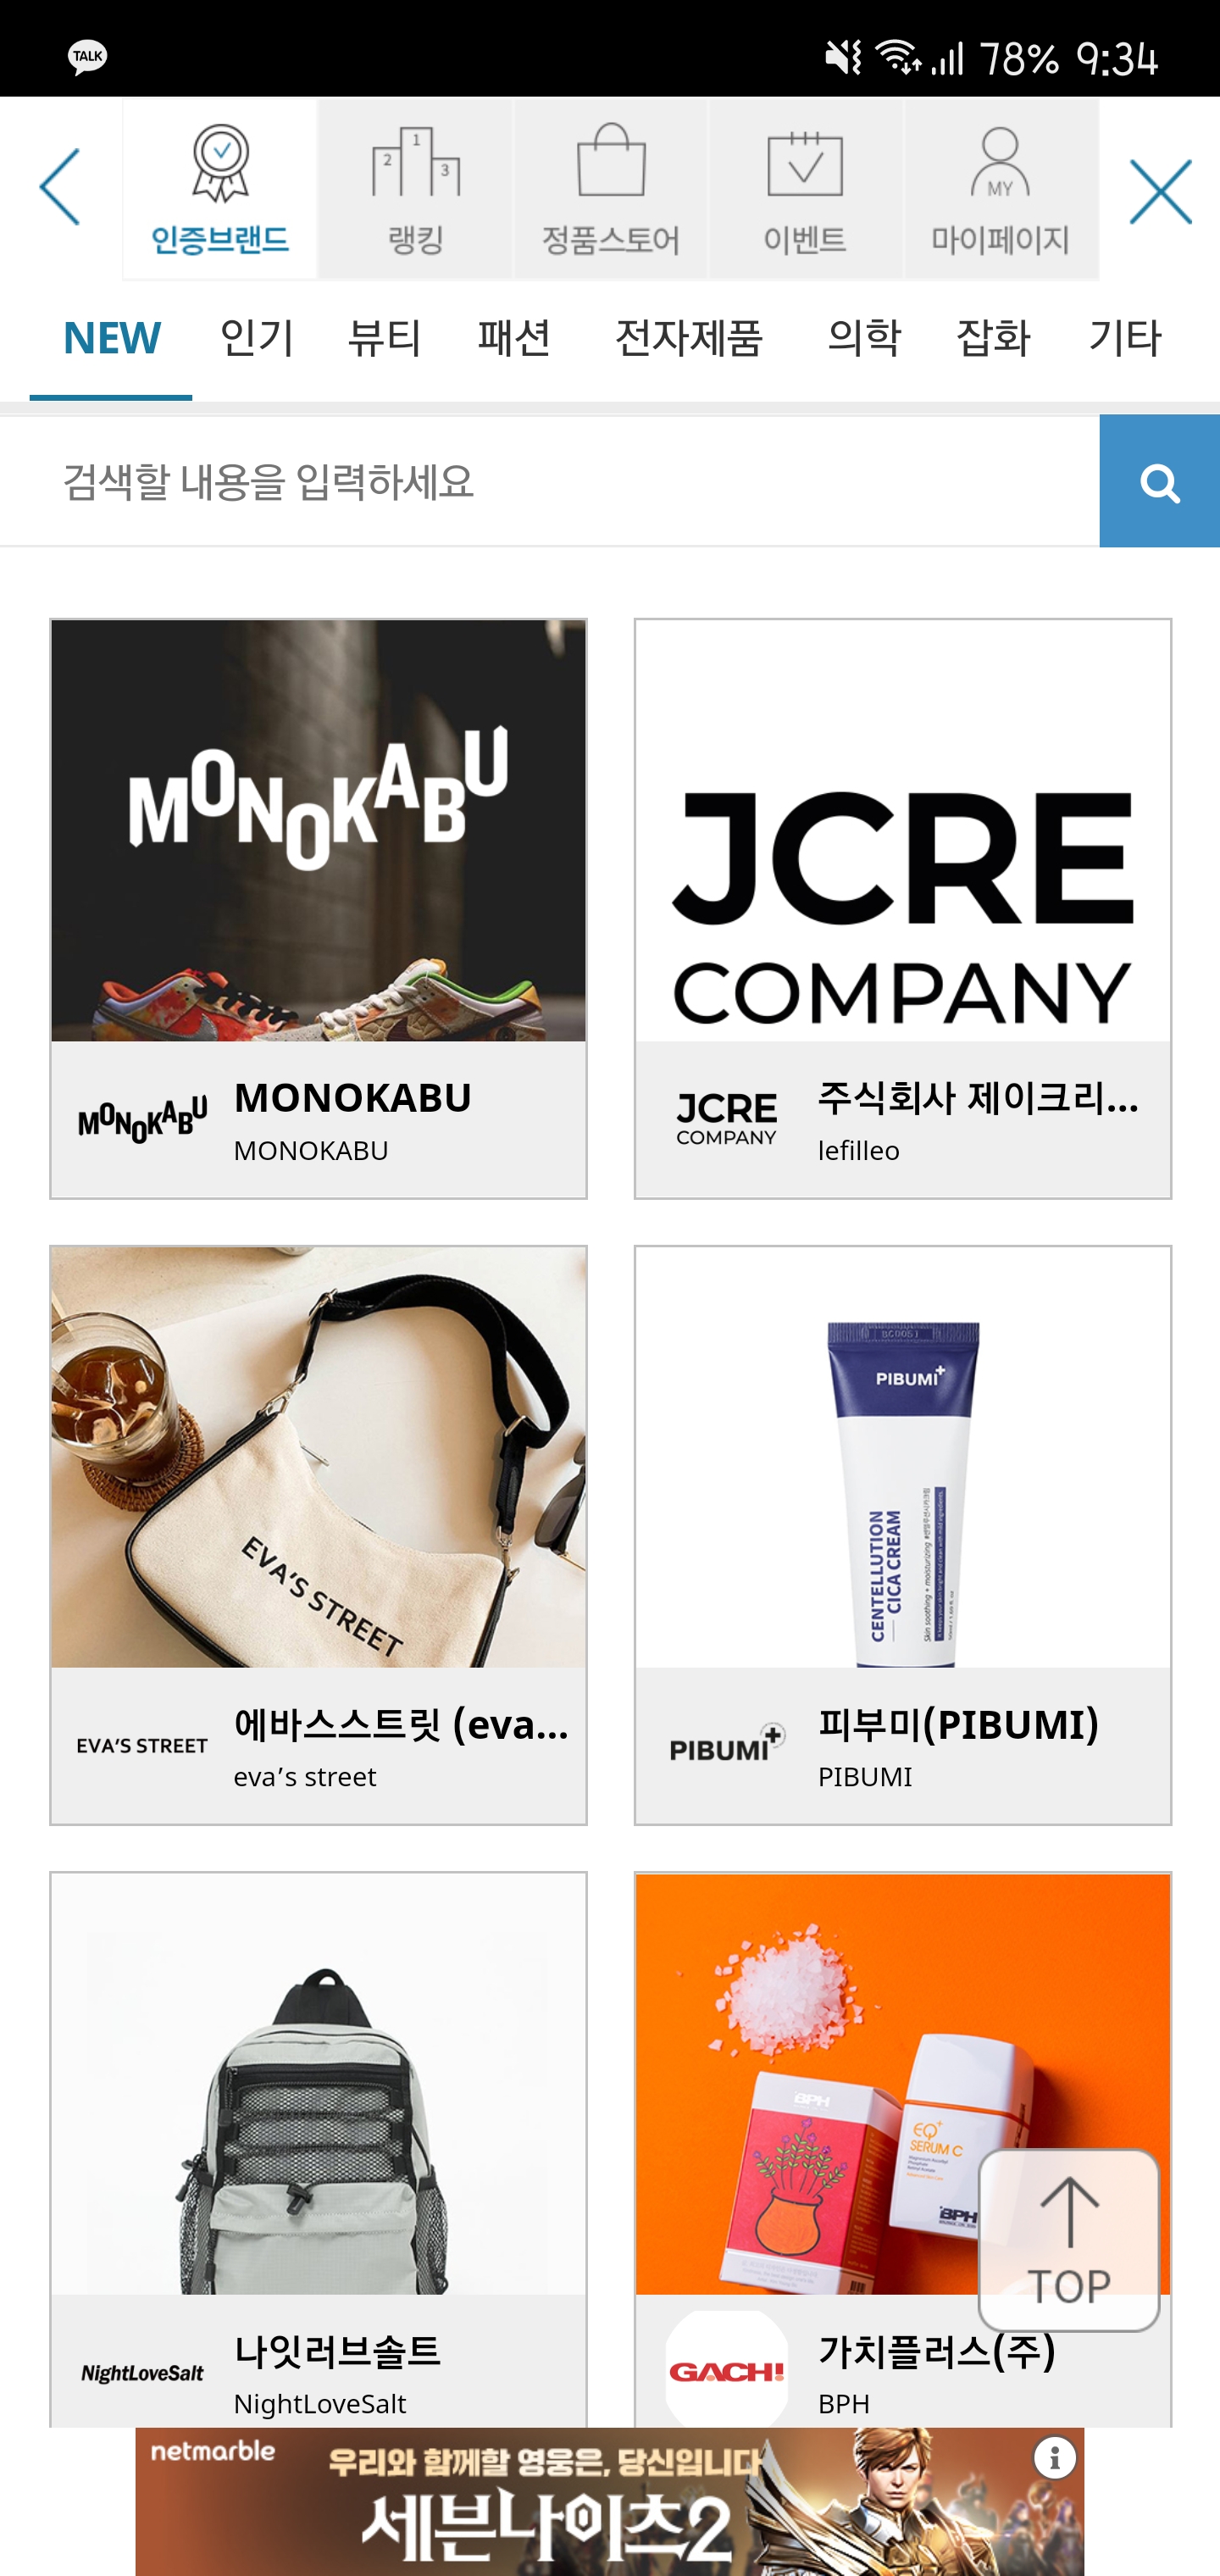 TALK
78% 9:34
인증브랜드
1
2
3
랭킹
정품스토어
이벤트
MY
마이페이지
NEW 인기 뷰티 패션 전자제품 의학 잡화 기타
검색할 내용을 입력하세요
MONOKABU
JCRE
COMPANY
MONOKABU
MONOKABU
MONOKABU
JCRE
COMPANY
주식회사 제이크리...
lefilleo
EVA'S STREET
PIBUMI+
CENTELLUTION
CICA CREAM
Skin soothing + moisturizing
EVA'S STREET
에바스스트릿 (eva...
eva's street
PIBUMI+
피부미(PIBUMI)
PIBUMI
BPH
EQ+
SERUM C
BPH
TOP
NightLoveSalt
나잇러브솔트
NightLoveSalt
GACH!
가치플러스(주)
BPH
netmarble
우리와 함께할 영웅은, 당신입니다
세븐나이츠2